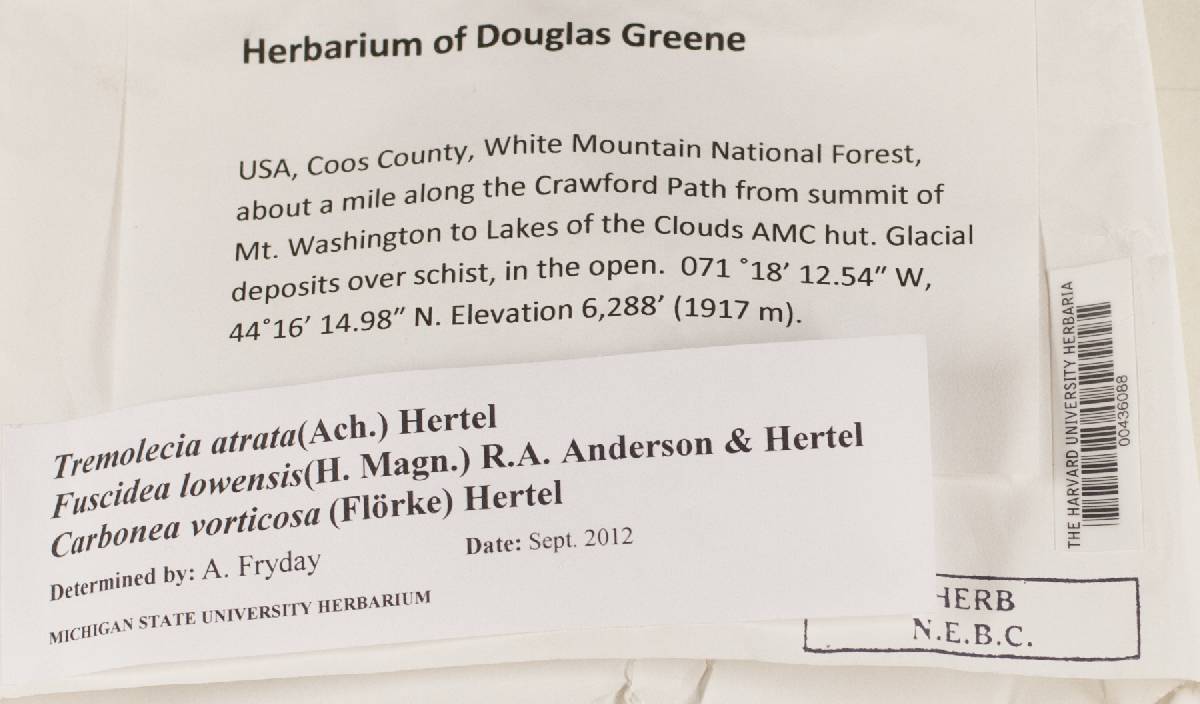 Herbarium of Douglas Greene
USA, Coos County, White Mountain National Forest,
about a mile along the Crawford Path from summit of
Mt. Washington to Lakes of the Clouds AMC hut. Glacial
deposits over schist, in the open. 071 °18’ 12.54” W,
44°16’ 14.98” N. Elevation 6,288’ (1917 m).
Tremolecia atrata(Ach.) Hertel
Fuscidea lowensis(H. Magn.) R.A. Anderson & Hertel
Carbonea vorticosa (Flörke) Hertel
Determined by: A. Fryday Date: Sept. 2012
MICHIGAN STATE UNIVERSITY HERBARIUM
THE HARVARD UNIVERSITY HERBARIA
00436088
HERB
N.E.B.C.